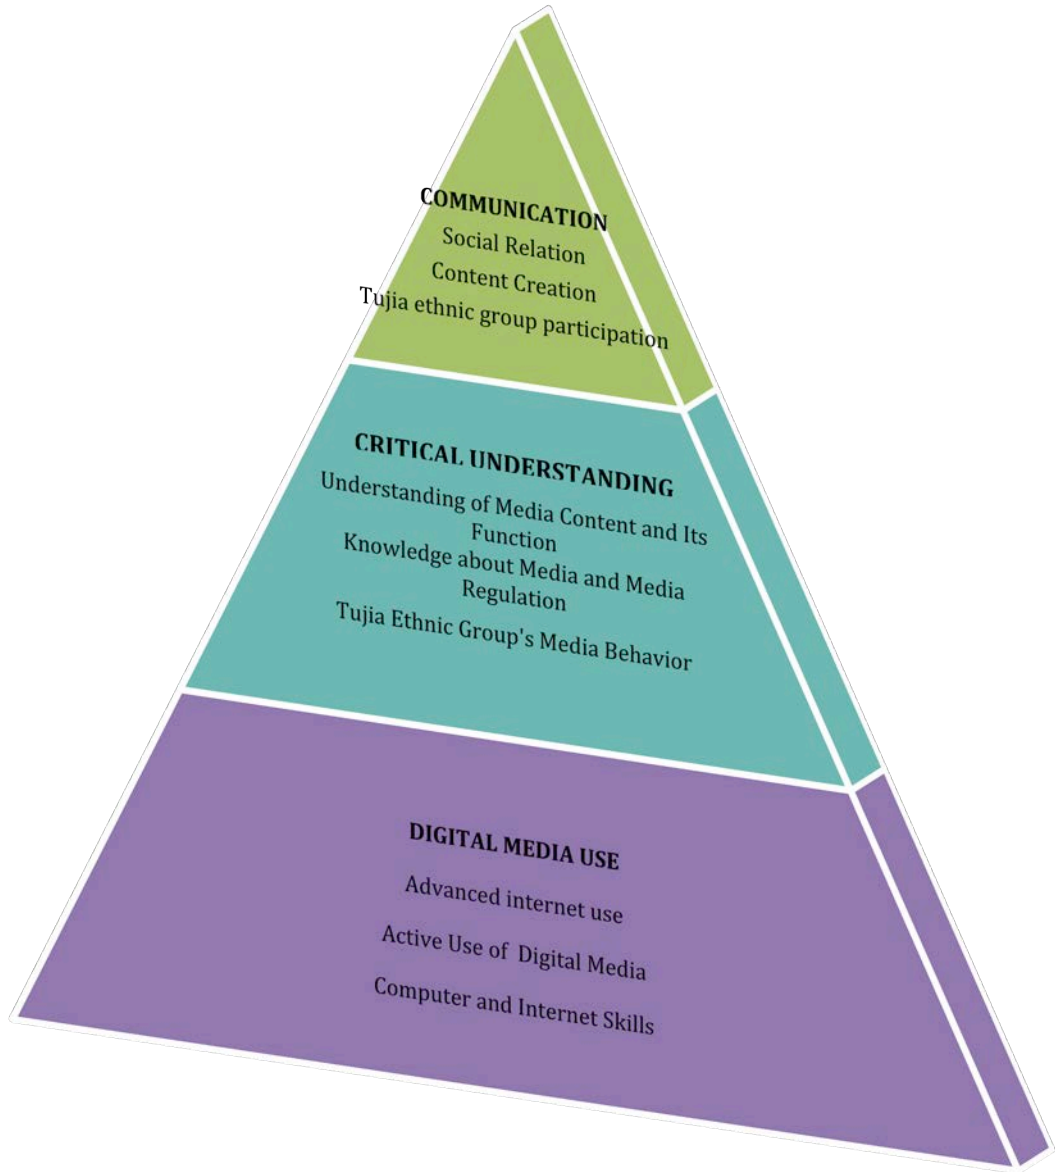 COMMUNICATION
Social Relation
Content Creation
Tujia ethnic group participation
CRITICAL UNDERSTANDING
Understanding of Media Content and Its
Function
Knowledge about Media and Media
Regulation
Tujia Ethnic Group's Media Behavior
DIGITAL MEDIA USE
Advanced internet use
Active Use of  Digital Media
Computer and Internet Skills